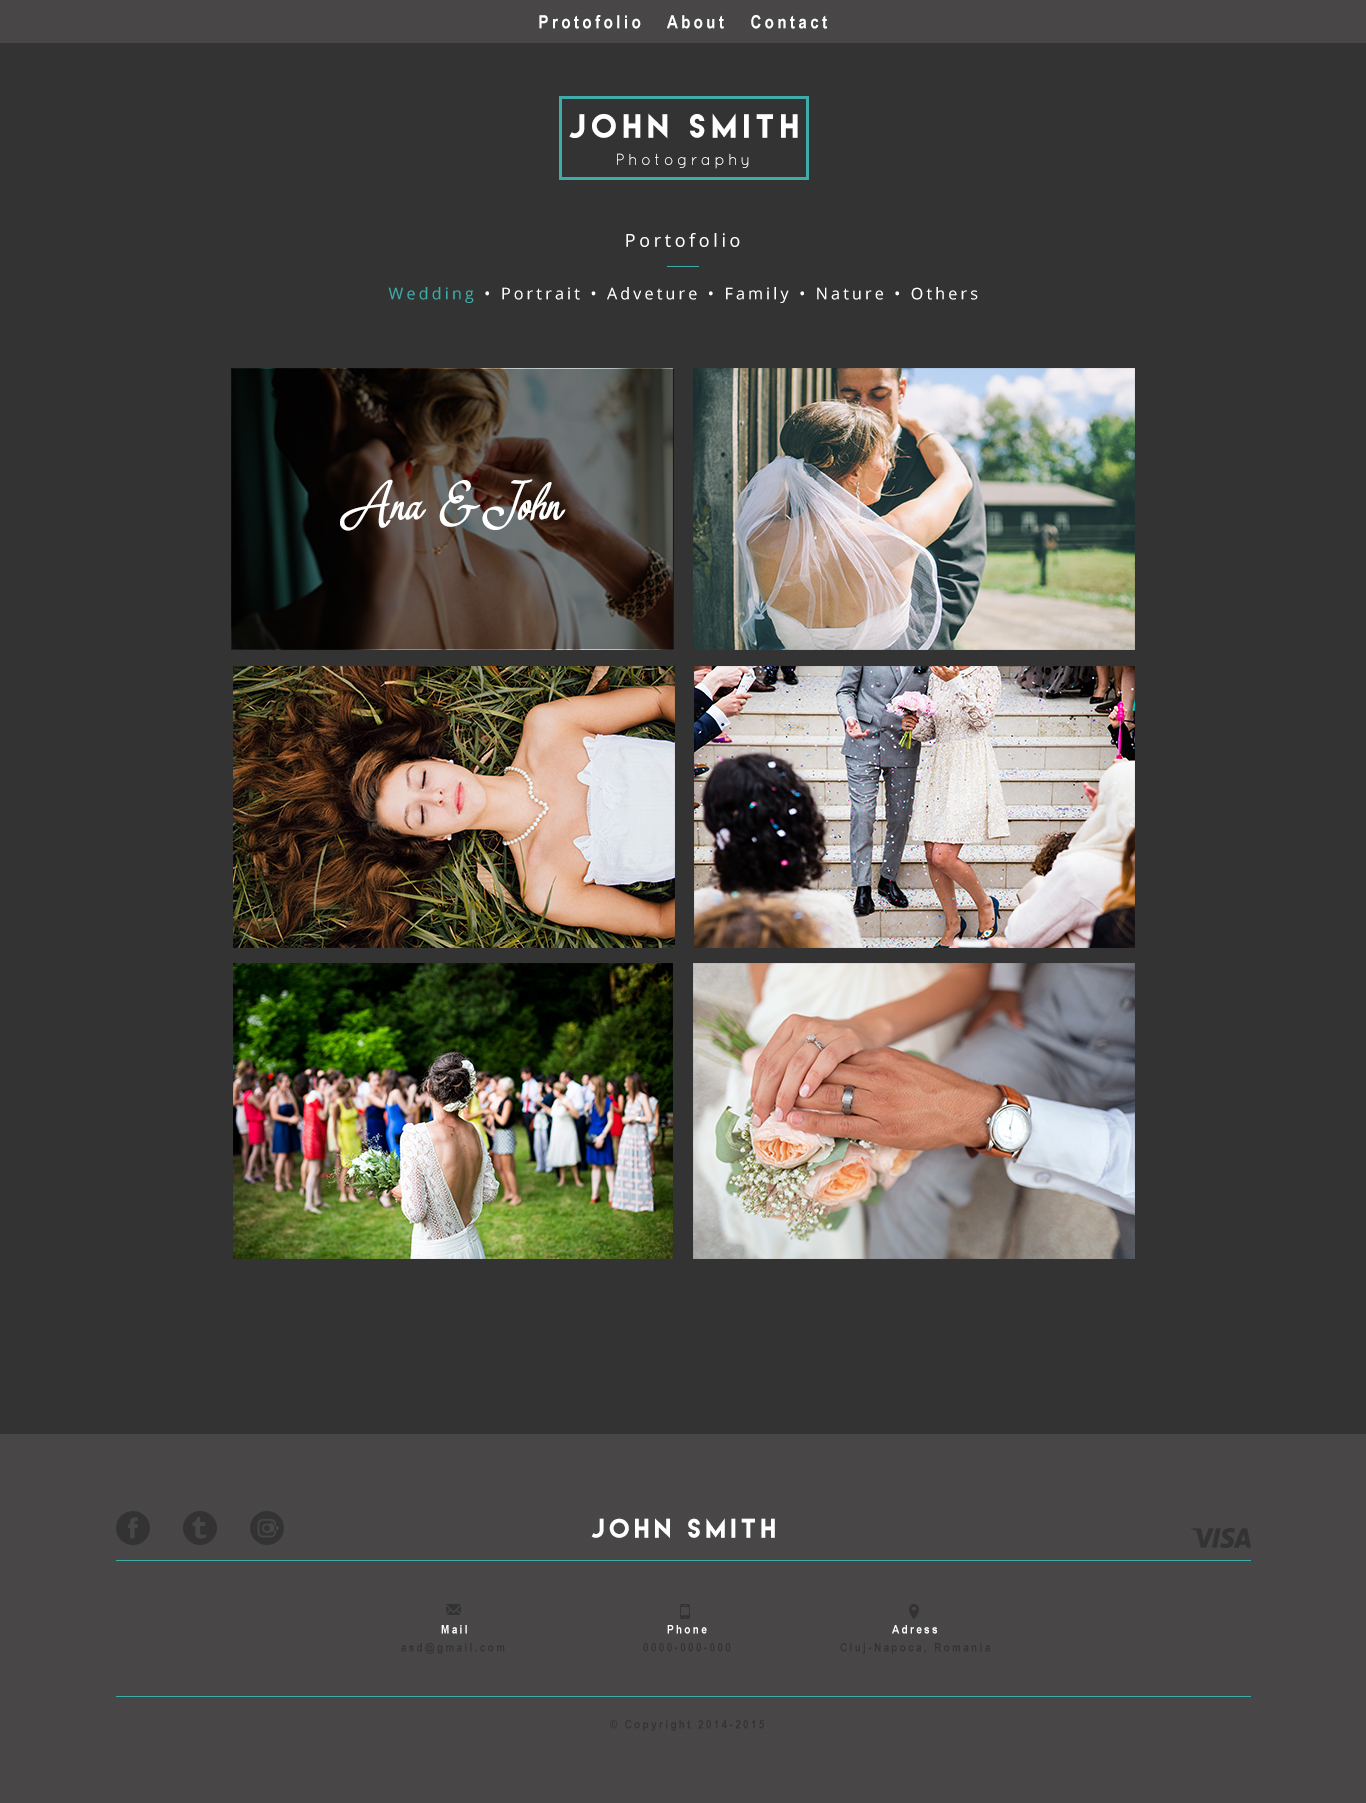 Protofolio About Contact
JOHN SMITH
Photography
Portofolio
Wedding • Portrait • Adveture • Family • Nature • Others
Ana & John
JOHN SMITH
VISA
Mail Phone Adress
asd@gmail.com 0000-000-000 Cluj-Napoca, Romania
© Copyright 2014-2015